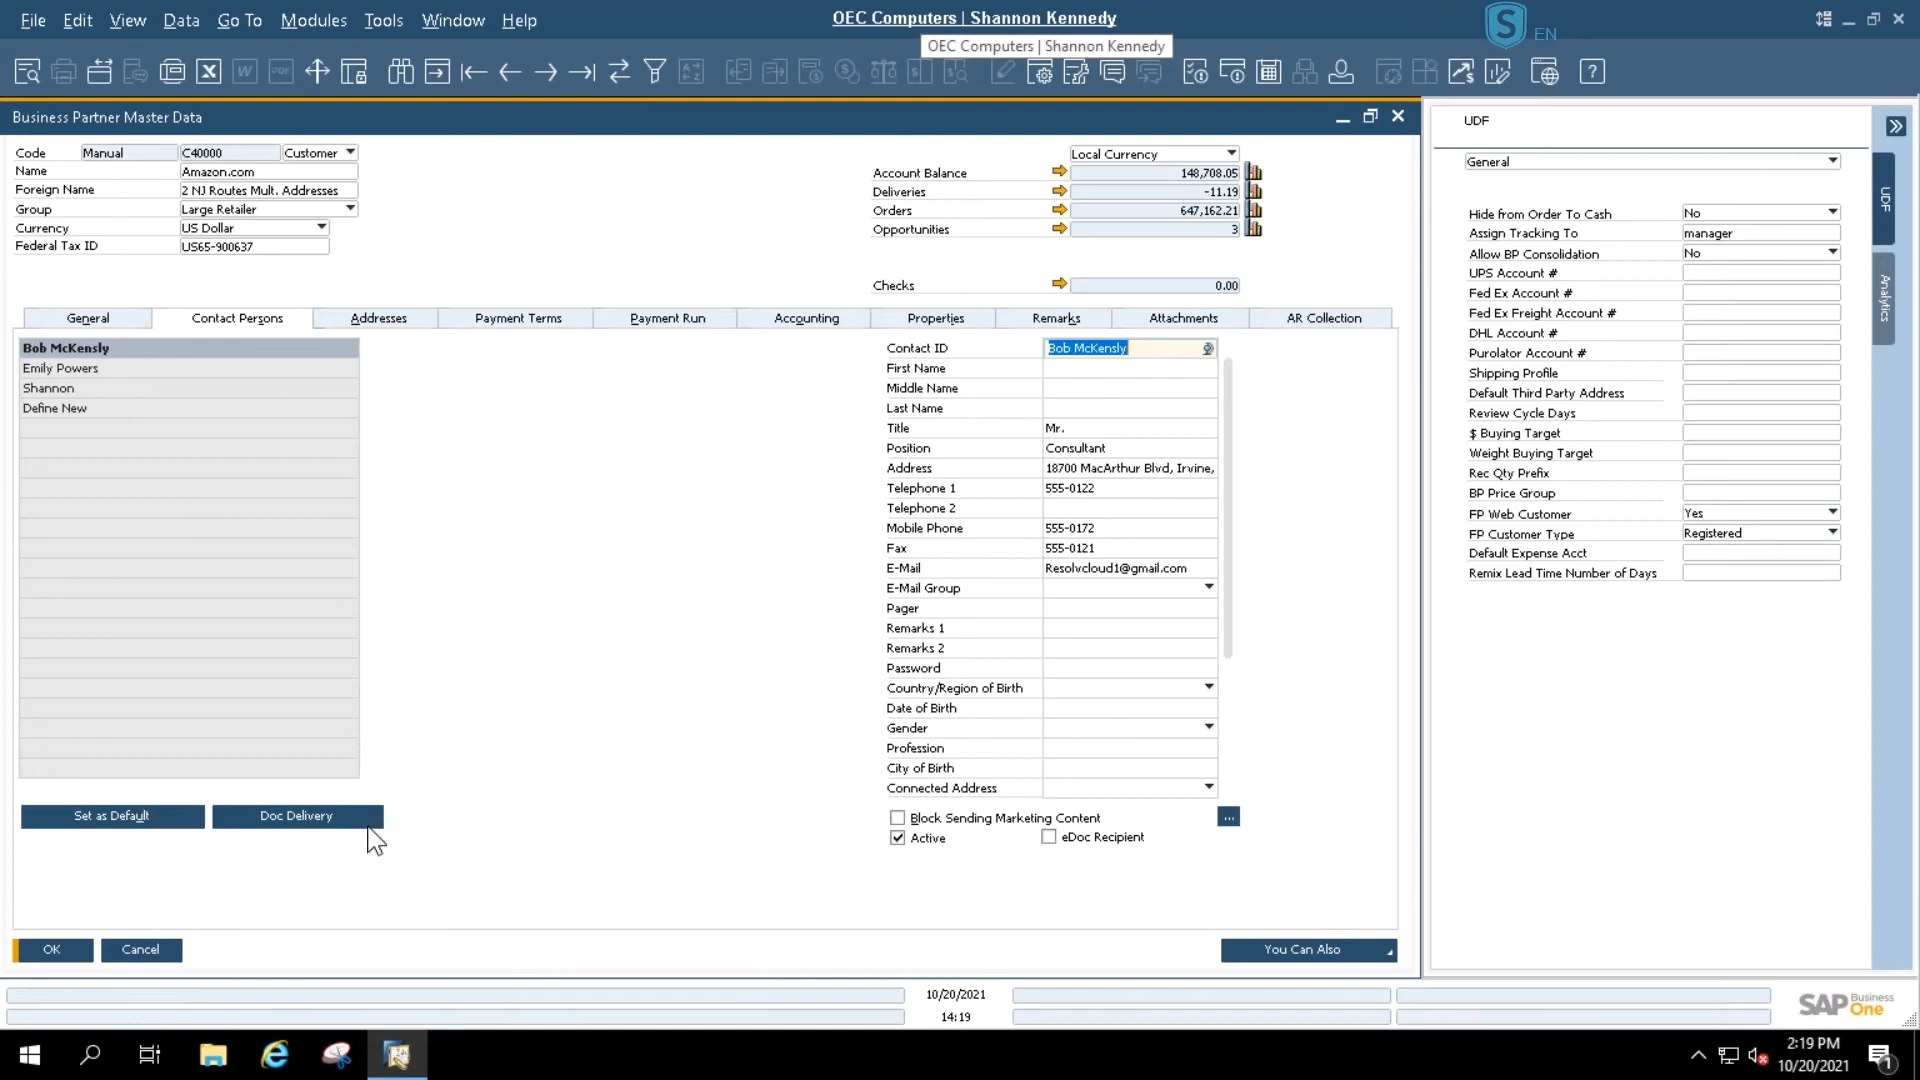 File Edit View Data Go To Modules Tools Window Help
OEC Computers | Shannon Kennedy
S EN
OEC Computers | Shannon Kennedy
Business Partner Master Data
Code Manual C40000 Customer
Name Amazon.com
Foreign Name 2 NJ Routes Mult. Addresses
Group Large Retailer
Currency US Dollar
Federal Tax ID US65-900637
Local Currency
Account Balance 148,708.05
Deliveries -11.19
Orders 647,162.21
Opportunities 3
Checks 0.00
General Contact Persons Addresses Payment Terms Payment Run Accounting Properties Remarks Attachments AR Collection
Bob McKensly
Emily Powers
Shannon
Define New
Set as Default Doc Delivery
Contact ID Bob McKensly
First Name
Middle Name
Last Name
Title Mr.
Position Consultant
Address 18700 MacArthur Blvd, Irvine,
Telephone 1 555-0122
Telephone 2
Mobile Phone 555-0172
Fax 555-0121
E-Mail Resolvcloud1@gmail.com
E-Mail Group
Pager
Remarks 1
Remarks 2
Password
Country/Region of Birth
Date of Birth
Gender
Profession
City of Birth
Connected Address
Block Sending Marketing Content ...
Active eDoc Recipient
OK Cancel You Can Also
UDF
General
Hide from Order To Cash No
Assign Tracking To manager
Allow BP Consolidation No
UPS Account #
Fed Ex Account #
Fed Ex Freight Account #
DHL Account #
Purolator Account #
Shipping Profile
Default Third Party Address
Review Cycle Days
$ Buying Target
Weight Buying Target
Rec Qty Prefix
BP Price Group
FP Web Customer Yes
FP Customer Type Registered
Default Expense Acct
Remix Lead Time Number of Days
UDF
Analytics
10/20/2021
14:19
SAP Business One
2:19 PM
10/20/2021
1